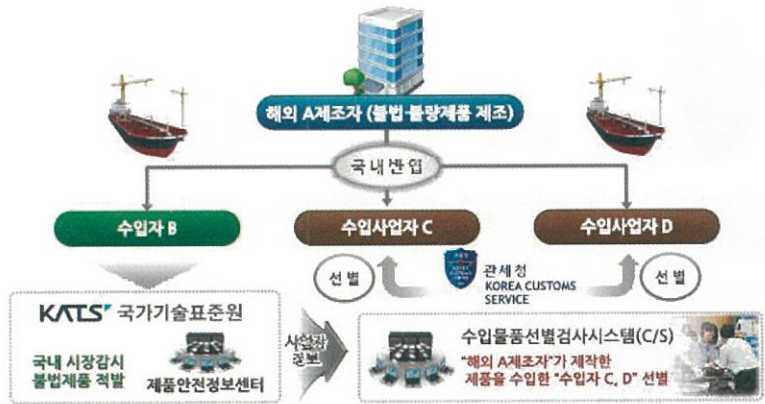 해외 A제조자 (불법·불량제품 제조)
국내반입
수입자 B
수입사업자 C
수입사업자 D
선별
관세청
KOREA CUSTOMS
SERVICE
선별
KATS 국가기술표준원
국내 시장감시
불법제품 적발
제품안전정보센터
사업자
정보
수입물품선별검사시스템(C/S)
"해외 A제조자"가 제작한
제품을 수입한 "수입자 C, D" 선별